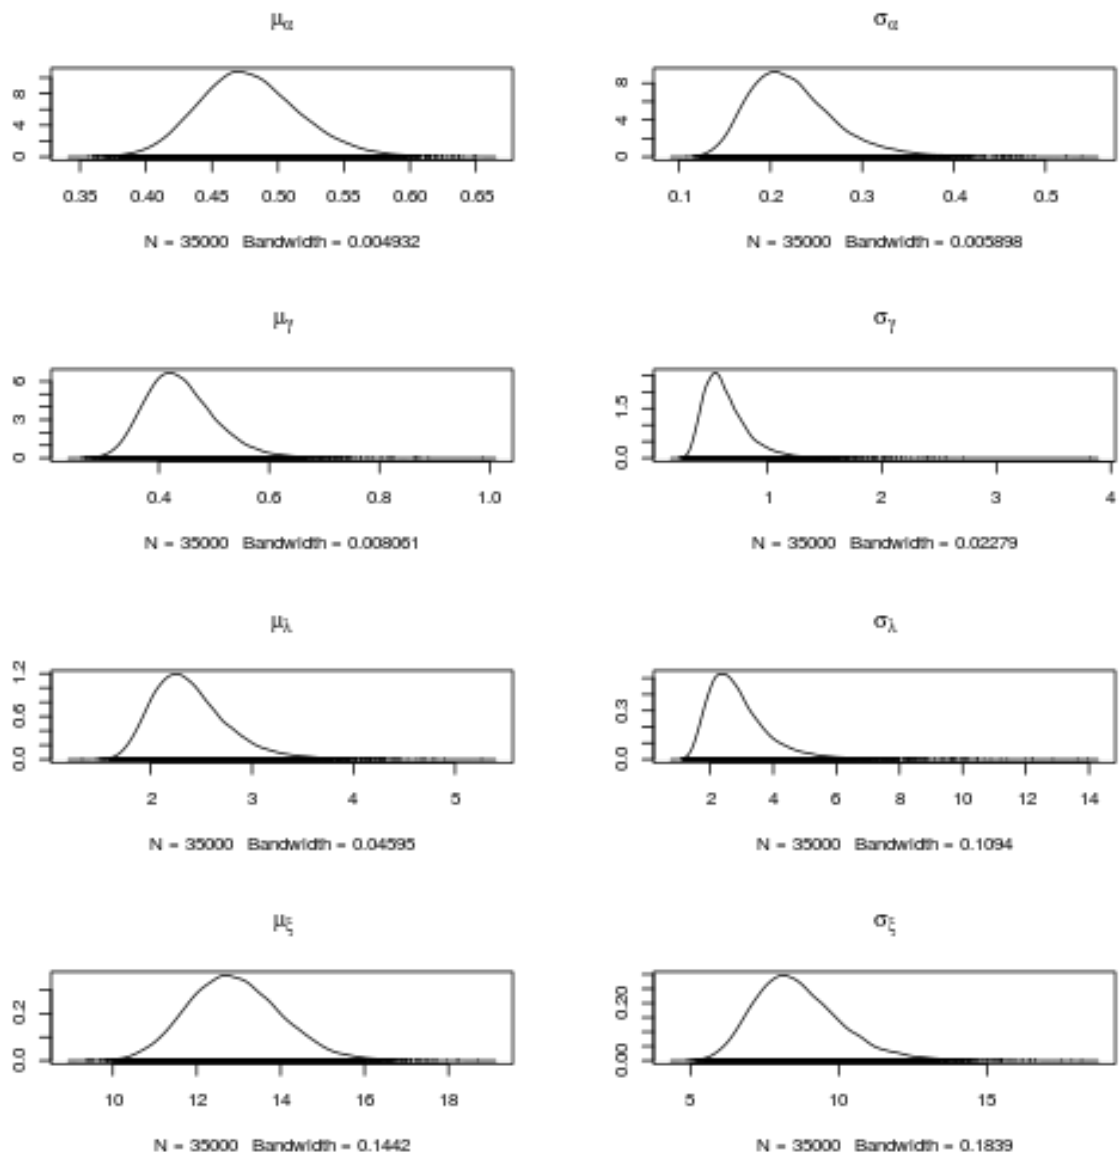 μα
0 4 8
0.35 0.40 0.45 0.50 0.55 0.60 0.65
N = 35000 Bandwidth = 0.004932
σα
0 4 8
0.1 0.2 0.3 0.4 0.5
N = 35000 Bandwidth = 0.005898
μγ
0 3 6
0.4 0.6 0.8 1.0
N = 35000 Bandwidth = 0.008061
σγ
0.0 1.5
1 2 3 4
N = 35000 Bandwidth = 0.02279
μλ
0.0 0.6 1.2
2 3 4 5
N = 35000 Bandwidth = 0.04595
σλ
0.0 0.3
2 4 6 8 10 12 14
N = 35000 Bandwidth = 0.1094
μξ
0.0 0.2
10 12 14 16 18
N = 35000 Bandwidth = 0.1442
σξ
0.00 0.20
5 10 15
N = 35000 Bandwidth = 0.1839